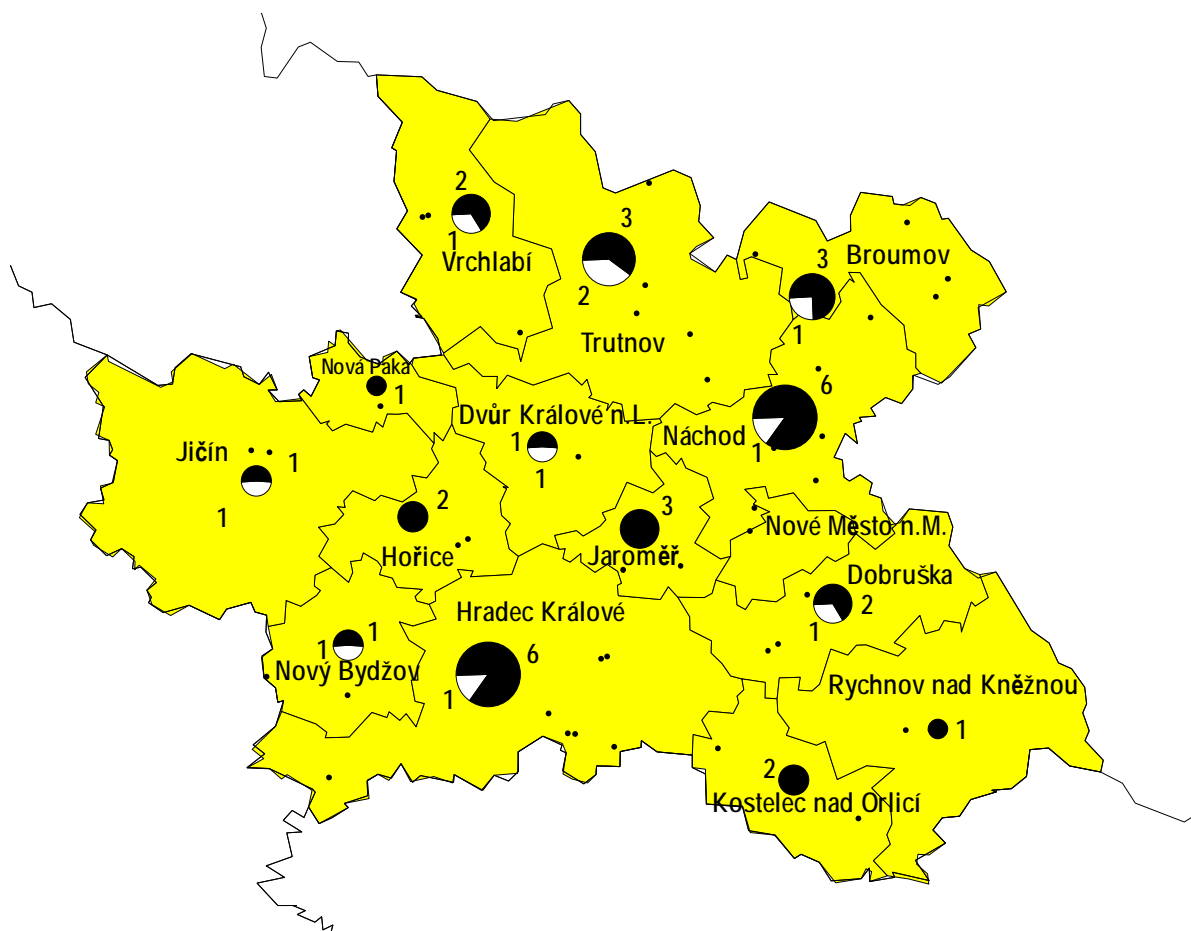 2
1
Vrchlabí
3
2
Trutnov
3
1
Broumov
Nová Paka
1
Dvůr Králové n.L.
1
1
6
1
Náchod
Jičín
1
1
2
Hořice
3
Jaroměř
Nové Město n.M.
Dobruška
2
1
Hradec Králové
6
1
1
1
Nový Bydžov
Rychnov nad Kněžnou
1
2
Kostelec nad Orlicí